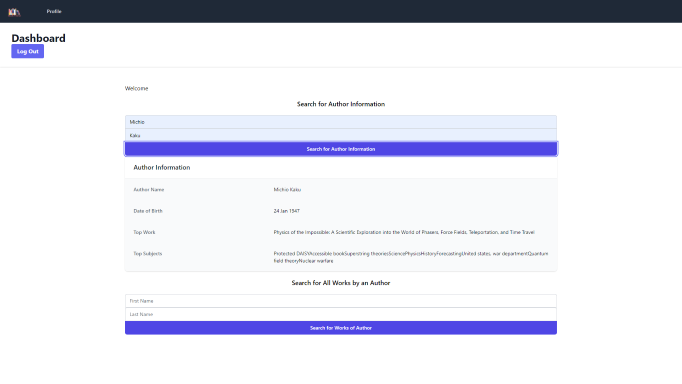 Profile
Dashboard
Log Out
Welcome
Search for Author Information
Michio
Kaku
Search for Author Information
Author Information
Author Name
Michio Kaku
Date of Birth
24 Jan 1947
Top Work
Physics of the Impossible: A Scientific Exploration into the World of Phasers, Force Fields, Teleportation, and Time Travel
Top Subjects
Protected DAISYAccessible bookSuperstring theoriesSciencePhysicsHistoryForecastingUnited states, war departmentQuantum
field theoryNuclear warfare
Search for All Works by an Author
First Name
Last Name
Search for Works of Author